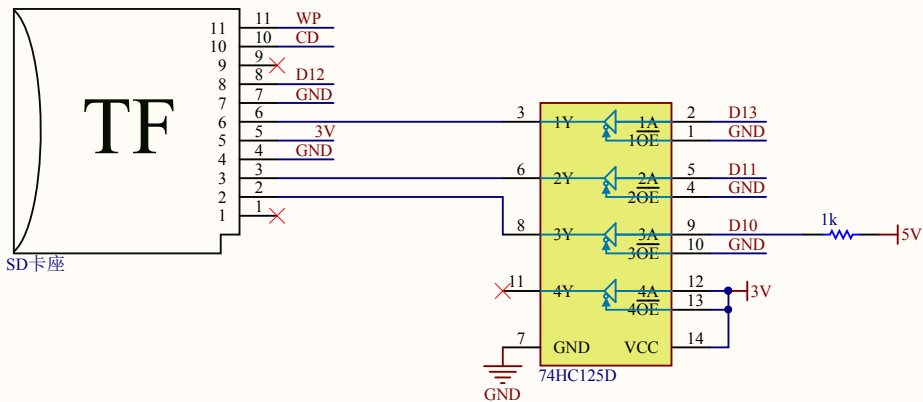 11 11 WP
10 10 CD
9 9
8 8 D12
7 7 GND
TF
6 6 3 1Y 1A 2 D13
5 5 3V 1OE 1 GND
4 4 GND
3 3 6 2Y 2A 5 D11
2 2 2OE 4 GND
1 1
8 3Y 3A 9 D10 1k 5V
3OE 10 GND
SD卡座
11 4Y 4A 12 3V
4OE 13
7 GND VCC 14
74HC125D
GND